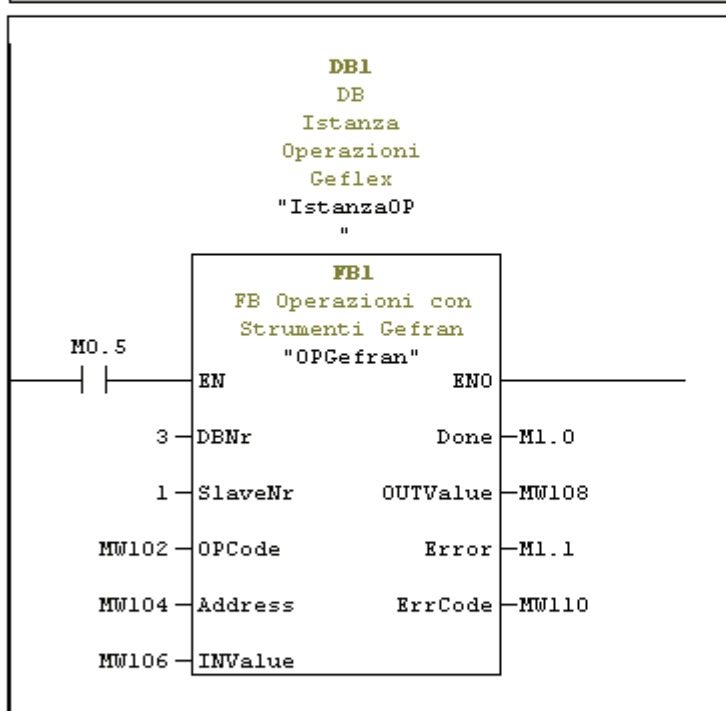 DB1
DB
Istanza
Operazioni
Geflex
"IstanzaOP
"
FB1
FB Operazioni con
Strumenti Gefran
"OPGefran"
M0.5
EN ENO
3 DBNr Done M1.0
1 SlaveNr OUTValue MW108
MW102 OPCode Error M1.1
MW104 Address ErrCode MW110
MW106 INValue